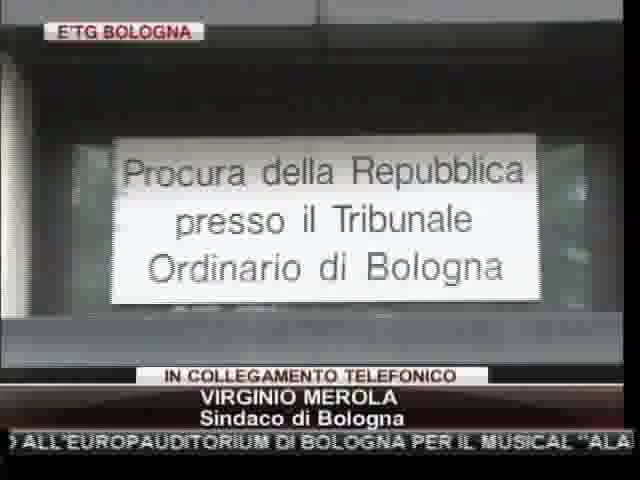 E'TG BOLOGNA
Procura della Repubblica
presso il Tribunale
Ordinario di Bologna
IN COLLEGAMENTO TELEFONICO
VIRGINIO MEROLA
Sindaco di Bologna
ALL'EUROPAUDITORIUM DI BOLOGNA PER IL MUSICAL "ALA